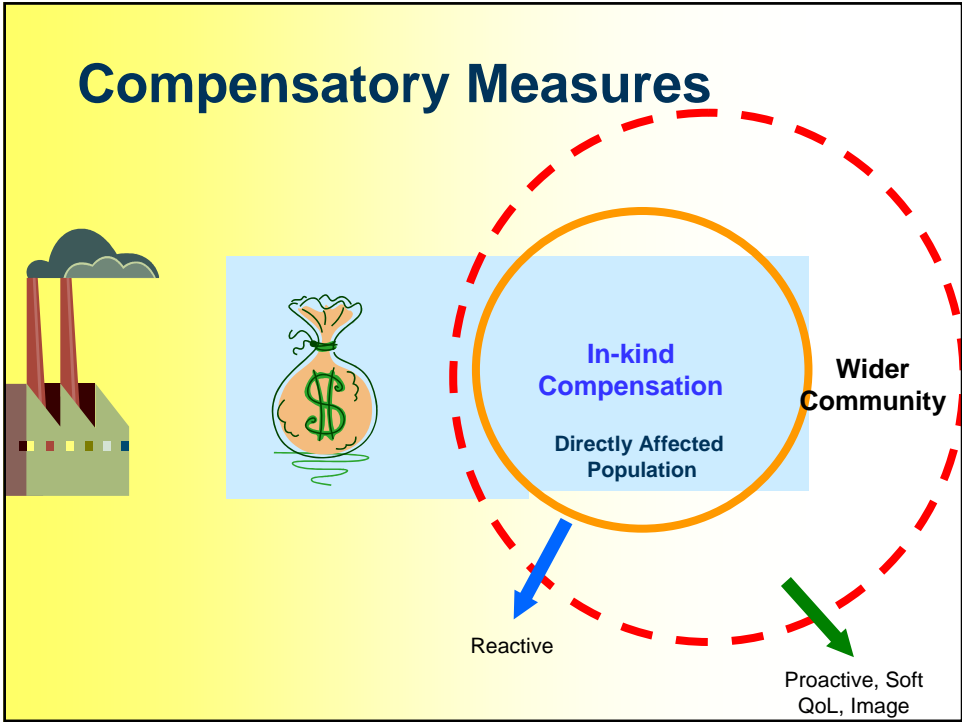 Compensatory Measures
$
In-kind
Compensation
Directly Affected
Population
Wider
Community
Reactive
Proactive, Soft
QoL, Image